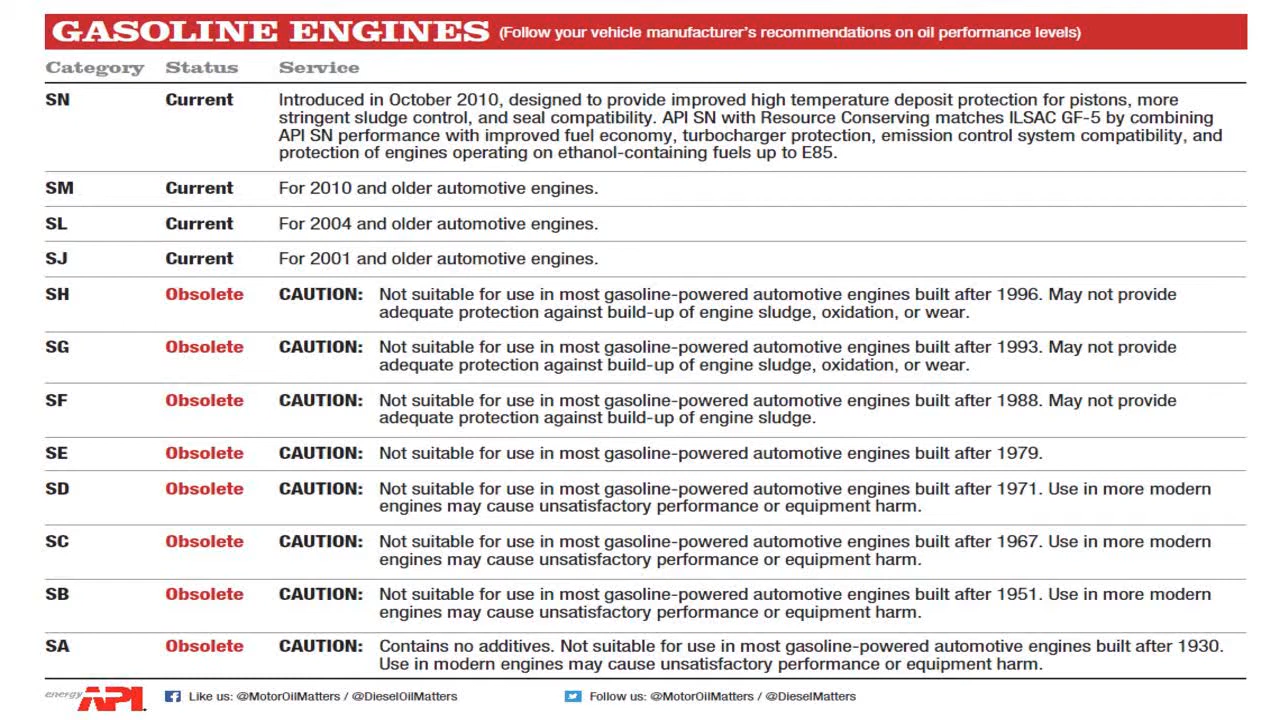 GASOLINE ENGINES (Follow your vehicle manufacturer's recommendations on oil performance levels)
Category Status Service
SN Current Introduced in October 2010, designed to provide improved high temperature deposit protection for pistons, more
stringent sludge control, and seal compatibility. API SN with Resource Conserving matches ILSAC GF-5 by combining
API SN performance with improved fuel economy, turbocharger protection, emission control system compatibility, and
protection of engines operating on ethanol-containing fuels up to E85.
SM Current For 2010 and older automotive engines.
SL Current For 2004 and older automotive engines.
SJ Current For 2001 and older automotive engines.
SH Obsolete CAUTION: Not suitable for use in most gasoline-powered automotive engines built after 1996. May not provide
adequate protection against build-up of engine sludge, oxidation, or wear.
SG Obsolete CAUTION: Not suitable for use in most gasoline-powered automotive engines built after 1993. May not provide
adequate protection against build-up of engine sludge, oxidation, or wear.
SF Obsolete CAUTION: Not suitable for use in most gasoline-powered automotive engines built after 1988. May not provide
adequate protection against build-up of engine sludge.
SE Obsolete CAUTION: Not suitable for use in most gasoline-powered automotive engines built after 1979.
SD Obsolete CAUTION: Not suitable for use in most gasoline-powered automotive engines built after 1971. Use in more modern
engines may cause unsatisfactory performance or equipment harm.
SC Obsolete CAUTION: Not suitable for use in most gasoline-powered automotive engines built after 1967. Use in more modern
engines may cause unsatisfactory performance or equipment harm.
SB Obsolete CAUTION: Not suitable for use in most gasoline-powered automotive engines built after 1951. Use in more modern
engines may cause unsatisfactory performance or equipment harm.
SA Obsolete CAUTION: Contains no additives. Not suitable for use in most gasoline-powered automotive engines built after 1930.
Use in modern engines may cause unsatisfactory performance or equipment harm.
energy API Like us: @MotorOilMatters / @DieselOilMatters Follow us: @MotorOilMatters / @DieselMatters